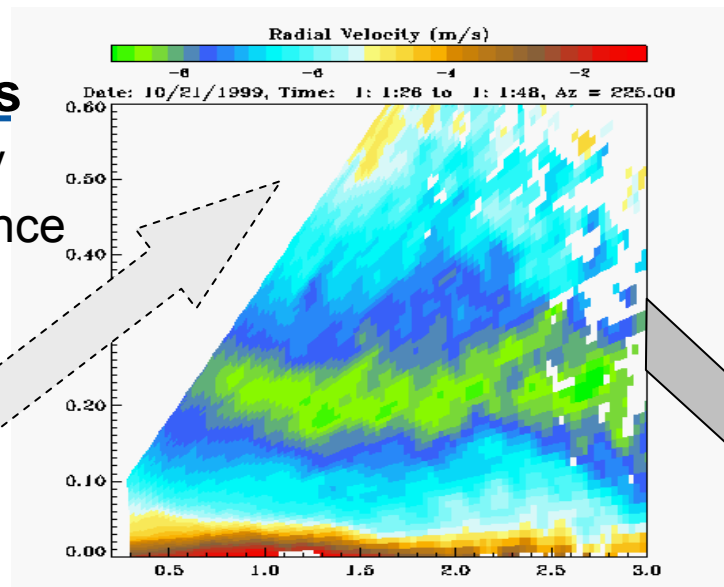 Radial Velocity (m/s)
-8 -6 -4 -2
s
Date: 10/21/1999, Time: 1: 1:26 to 1: 1:48, Az = 225.00
0.60
0.50
nce
0.40
0.20
0.10
0.00
0.5 1.0 1.5 2.0 2.5 3.0